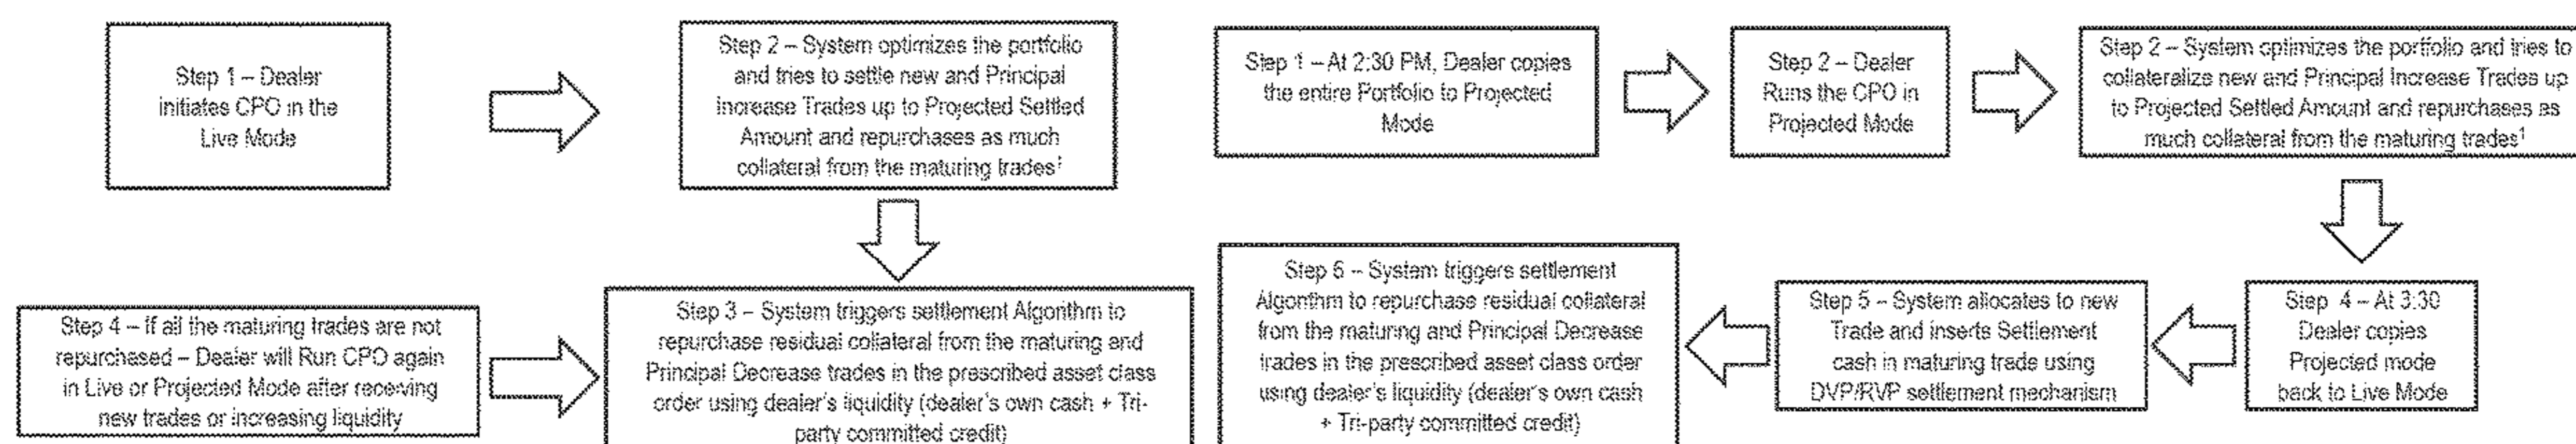 Step 1 – Dealer
initiates CPO in the
Live Mode
Step 2 – System optimizes the portfolio
and tries to settle new and Principal
increase Trades up to Projected Settled
Amount and repurchases as much
collateral from the maturing trades¹
Step 3 – System triggers settlement Algorithm to
repurchase residual collateral from the maturing and
Principal Decrease trades in the prescribed asset class
order using dealer's liquidity (dealer's own cash + Tri-
party committed credit)
Step 4 – If all the maturing trades are not
repurchased – Dealer will Run CPO again
in Live or Projected Mode after receiving
new trades or increasing liquidity
Step 1 – At 2:30 PM, Dealer copies
the entire Portfolio to Projected
Mode
Step 2 – Dealer
Runs the CPO in
Projected Mode
Step 2 – System optimizes the portfolio and tries to
collateralize new and Principal Increase Trades up
to Projected Settled Amount and repurchases as
much collateral from the maturing trades¹
Step 4 – At 3:30
Dealer copies
Projected mode
back to Live Mode
Step 5 – System allocates to new
Trade and inserts Settlement
cash in maturing trade using
DVP/RVP settlement mechanism
Step 6 – System triggers settlement
Algorithm to repurchase residual collateral
from the maturing and Principal Decrease
trades in the prescribed asset class order
using dealer's liquidity (dealer's own cash
+ Tri-party committed credit)